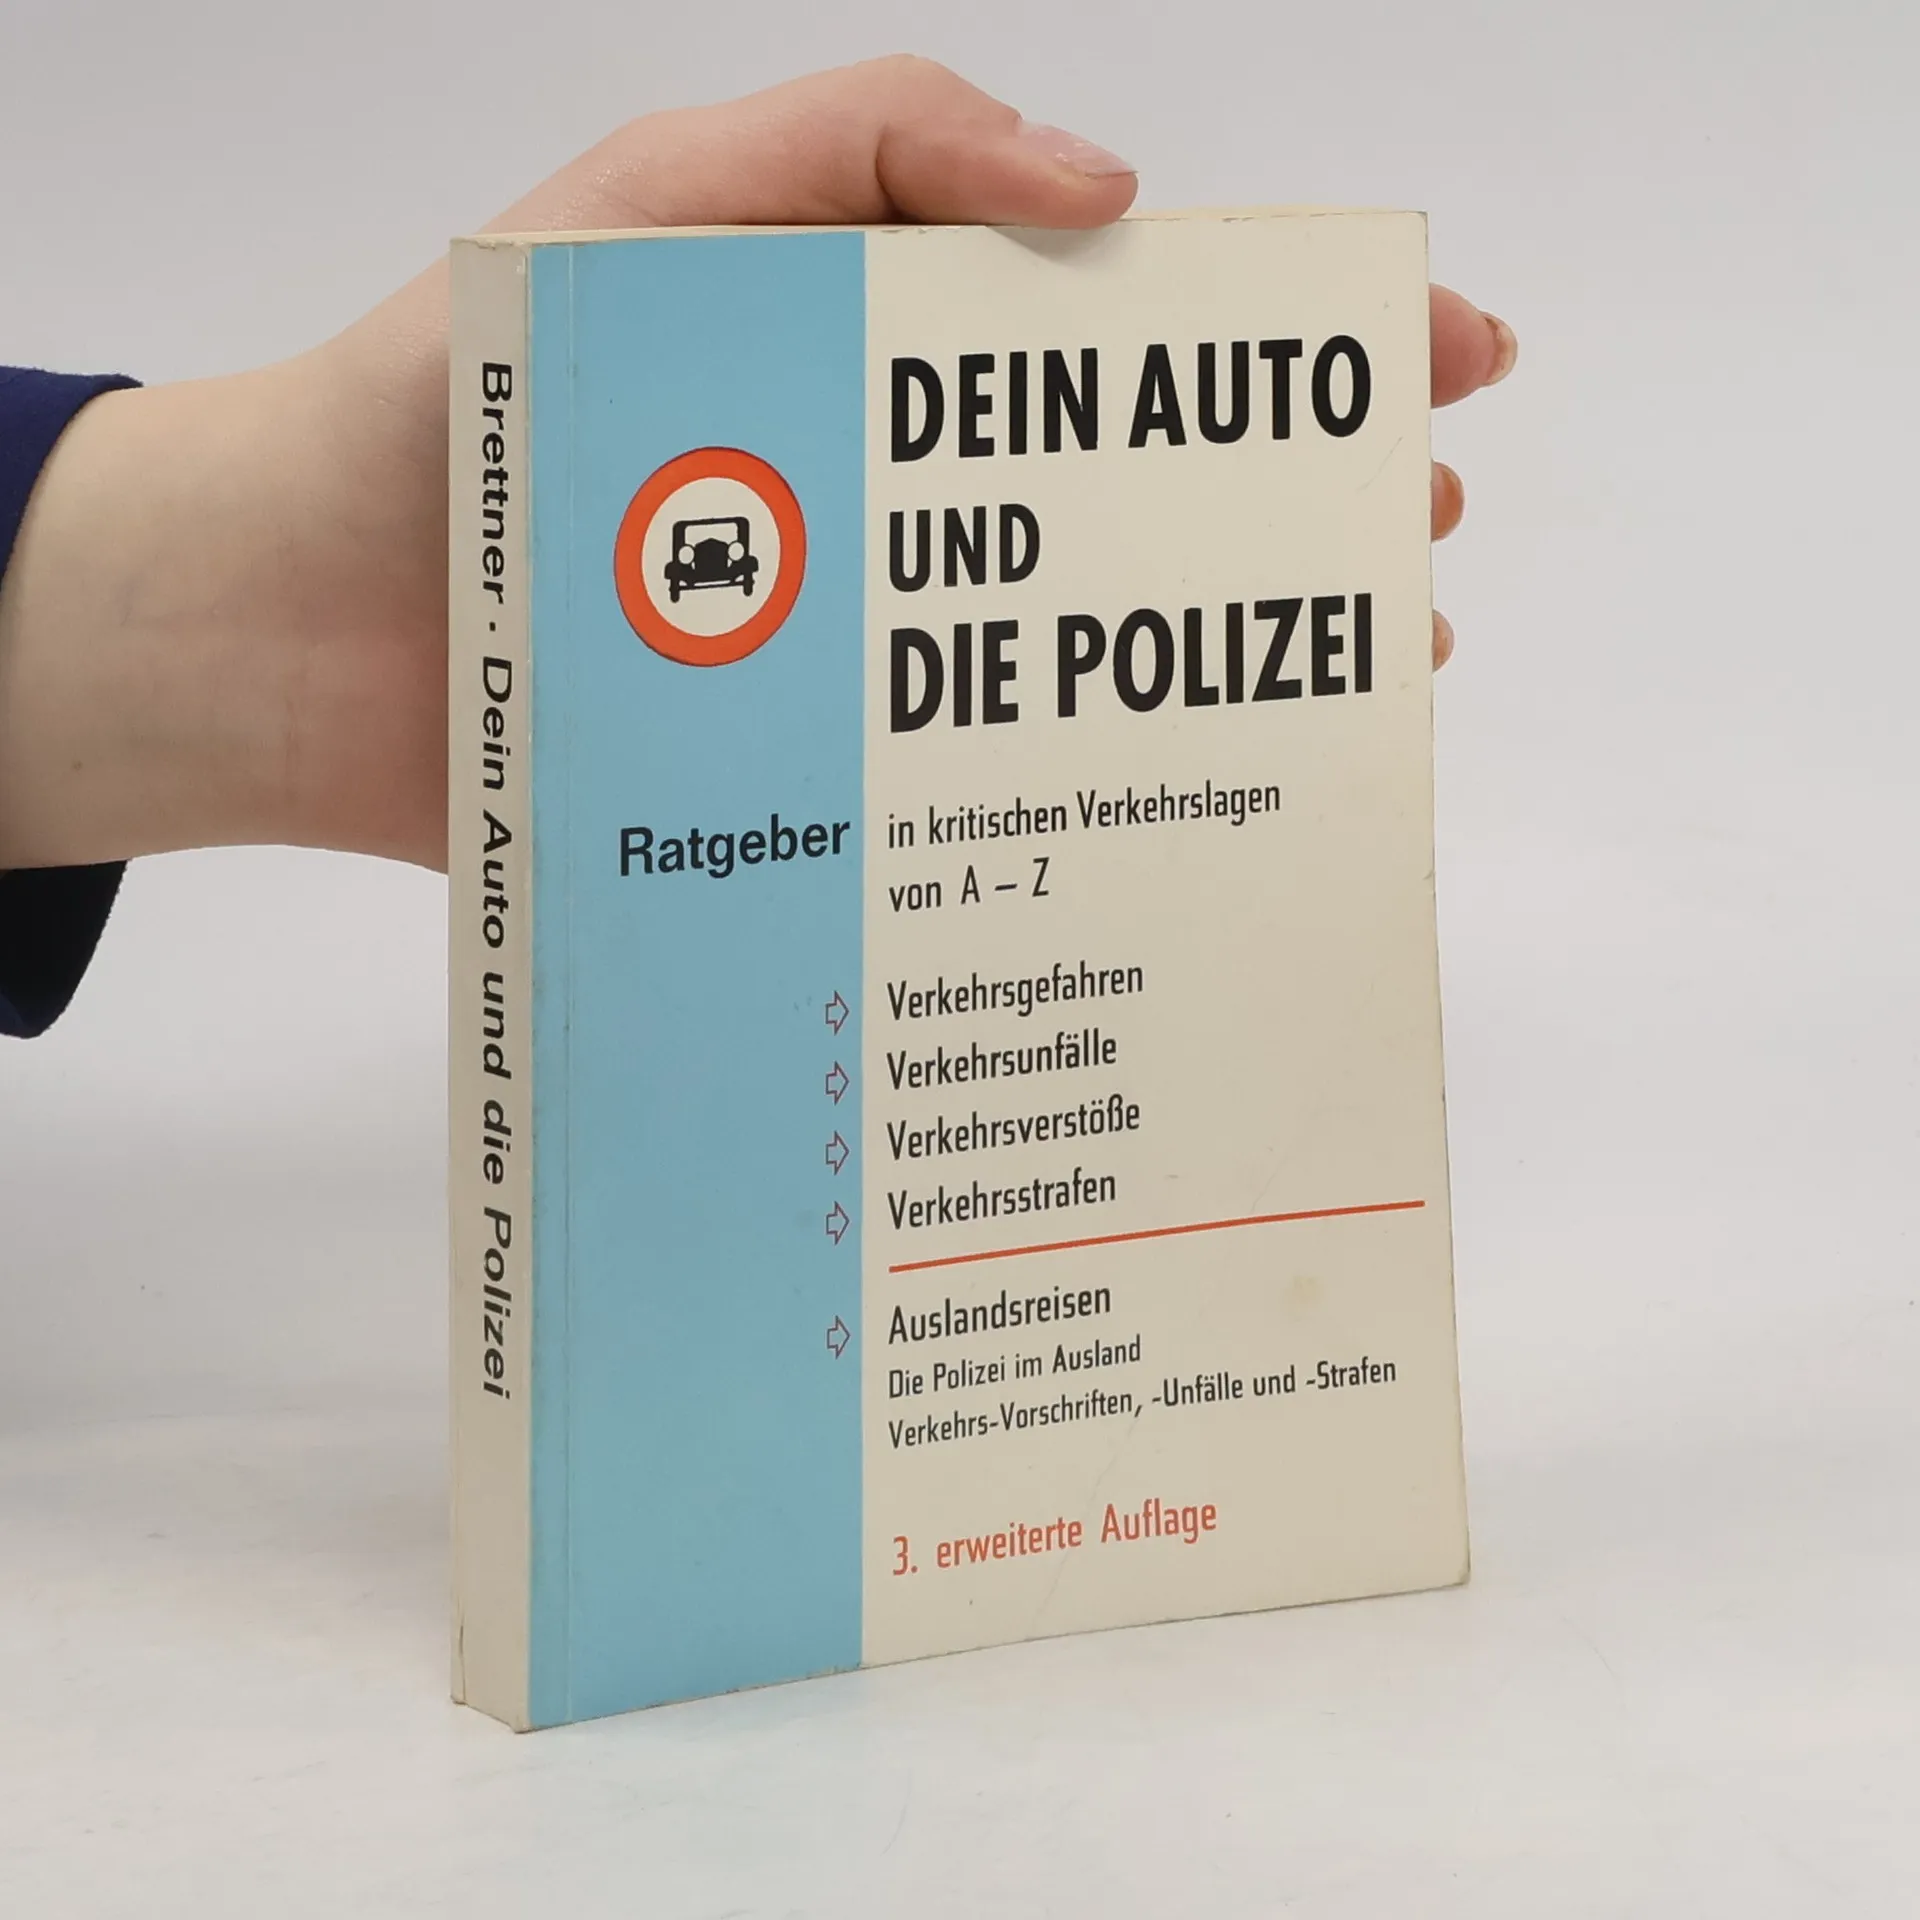 Brettner · Dein Auto und die Polizei
DEIN AUTO
UND
DIE POLIZEI
Ratgeber in kritischen Verkehrslagen
von A – Z
Verkehrsgefahren
Verkehrsunfälle
Verkehrsverstöße
Verkehrsstrafen
Auslandsreisen
Die Polizei im Ausland
Verkehrs-Vorschriften, -Unfälle und -Strafen
3. erweiterte Auflage